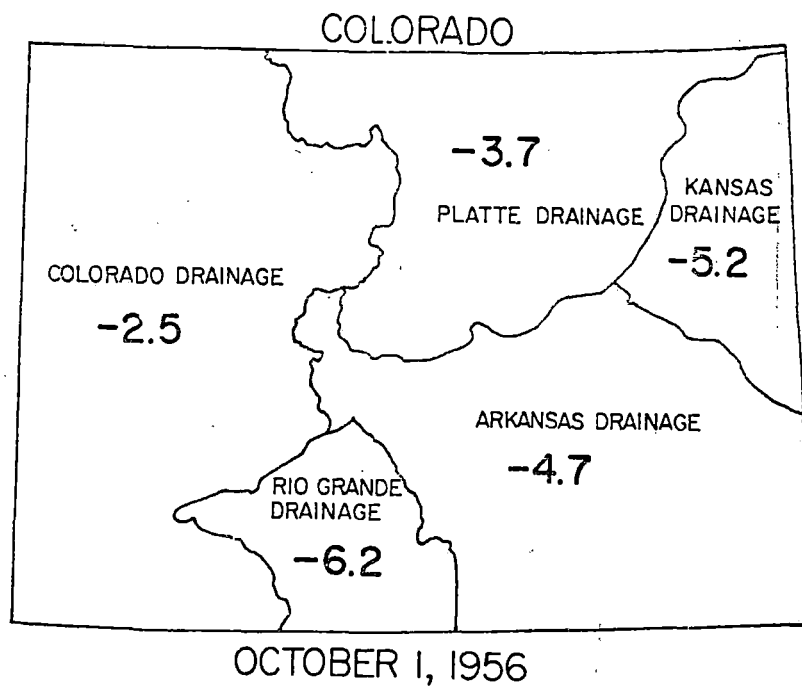 COLORADO
-3.7
PLATTE DRAINAGE
KANSAS
DRAINAGE
-5.2
COLORADO DRAINAGE
-2.5
ARKANSAS DRAINAGE
-4.7
RIO GRANDE
DRAINAGE
-6.2
OCTOBER 1, 1956